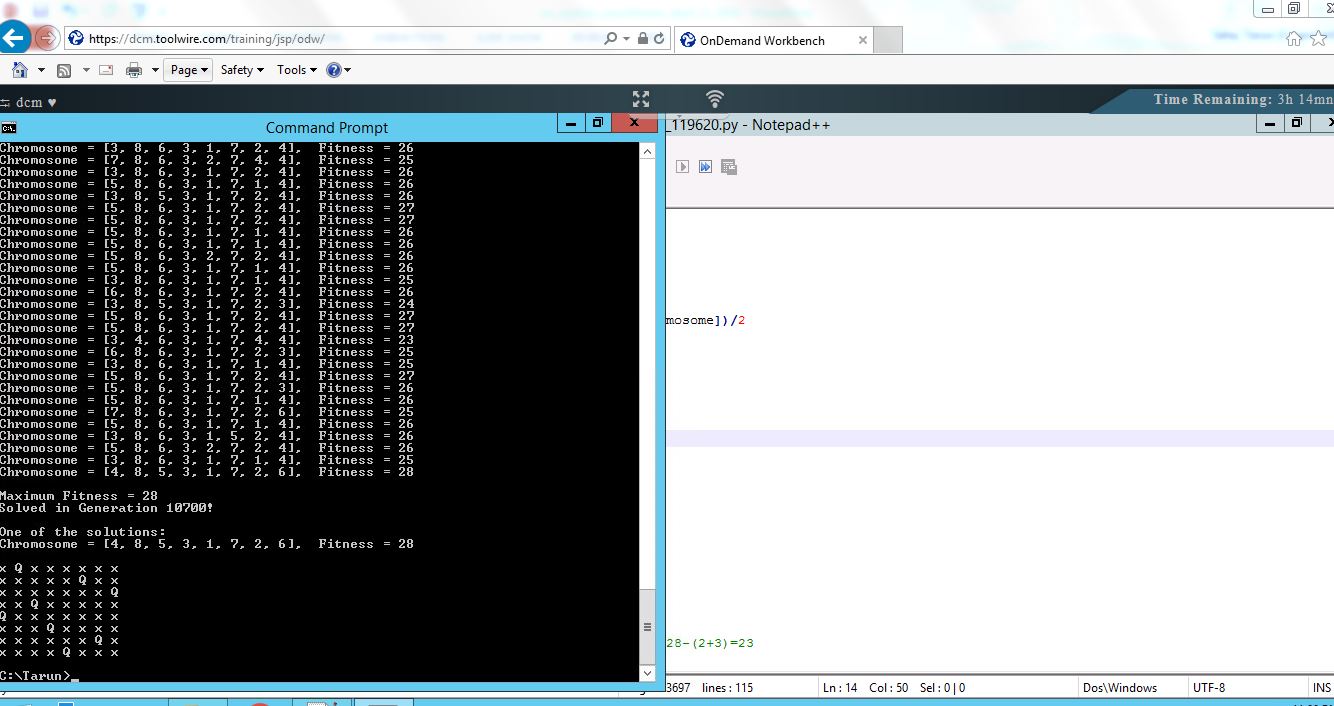 https://dcm.toolwire.com/training/jsp/odw/
OnDemand Workbench
Page Safety Tools
dcm ♥
Time Remaining: 3h 14mn
Command Prompt
_119620.py - Notepad++
Chromosome = [3, 8, 6, 3, 1, 7, 2, 4], Fitness = 26
Chromosome = [7, 8, 6, 3, 2, 7, 4, 4], Fitness = 25
Chromosome = [3, 8, 6, 3, 1, 7, 2, 4], Fitness = 26
Chromosome = [5, 8, 6, 3, 1, 7, 1, 4], Fitness = 26
Chromosome = [3, 8, 5, 3, 1, 7, 2, 4], Fitness = 26
Chromosome = [5, 8, 6, 3, 1, 7, 2, 4], Fitness = 27
Chromosome = [5, 8, 6, 3, 1, 7, 2, 4], Fitness = 27
Chromosome = [5, 8, 6, 3, 1, 7, 1, 4], Fitness = 26
Chromosome = [5, 8, 6, 3, 1, 7, 1, 4], Fitness = 26
Chromosome = [5, 8, 6, 3, 2, 7, 2, 4], Fitness = 26
Chromosome = [5, 8, 6, 3, 1, 7, 1, 4], Fitness = 26
Chromosome = [3, 8, 6, 3, 1, 7, 1, 4], Fitness = 25
Chromosome = [6, 8, 6, 3, 1, 7, 2, 4], Fitness = 26
Chromosome = [3, 8, 5, 3, 1, 7, 2, 3], Fitness = 24
Chromosome = [5, 8, 6, 3, 1, 7, 2, 4], Fitness = 27
Chromosome = [5, 8, 6, 3, 1, 7, 2, 4], Fitness = 27
Chromosome = [3, 4, 6, 3, 1, 7, 4, 4], Fitness = 23
Chromosome = [6, 8, 6, 3, 1, 7, 2, 3], Fitness = 25
Chromosome = [3, 8, 6, 3, 1, 7, 1, 4], Fitness = 25
Chromosome = [5, 8, 6, 3, 1, 7, 2, 4], Fitness = 27
Chromosome = [5, 8, 6, 3, 1, 7, 2, 3], Fitness = 26
Chromosome = [5, 8, 6, 3, 1, 7, 1, 4], Fitness = 26
Chromosome = [7, 8, 6, 3, 1, 7, 2, 6], Fitness = 25
Chromosome = [5, 8, 6, 3, 1, 7, 1, 4], Fitness = 26
Chromosome = [3, 8, 6, 3, 1, 5, 2, 4], Fitness = 26
Chromosome = [5, 8, 6, 3, 2, 7, 2, 4], Fitness = 26
Chromosome = [3, 8, 6, 3, 1, 7, 1, 4], Fitness = 25
Chromosome = [4, 8, 5, 3, 1, 7, 2, 6], Fitness = 28
Maximum Fitness = 28
Solved in Generation 10700!
One of the solutions:
Chromosome = [4, 8, 5, 3, 1, 7, 2, 6], Fitness = 28
x Q x x x x x x
x x x x x Q x x
x x x x x x x Q
x x Q x x x x x
Q x x x x x x x
x x x Q x x x x
x x x x x x Q x
x x x x Q x x x
C:\Tarun>_
mosome])/2
28-(2+3)=23
3697 lines : 115
Ln : 14 Col : 50 Sel : 0 | 0
Dos\Windows
UTF-8
INS